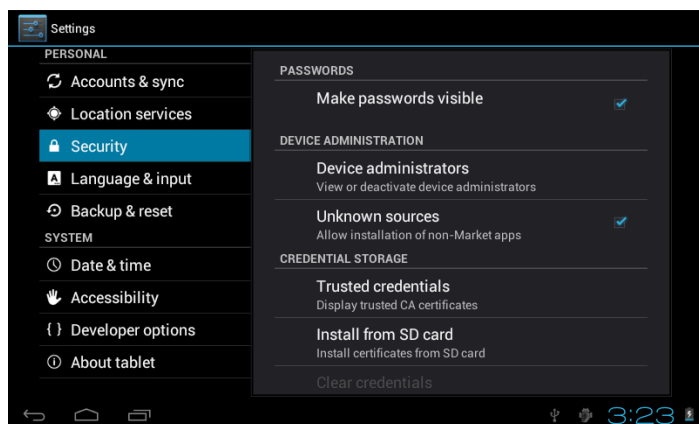 Settings
PERSONAL
Accounts & sync
Location services
Security
Language & input
Backup & reset
SYSTEM
Date & time
Accessibility
{ } Developer options
About tablet
PASSWORDS
Make passwords visible
DEVICE ADMINISTRATION
Device administrators
View or deactivate device administrators
Unknown sources
Allow installation of non-Market apps
CREDENTIAL STORAGE
Trusted credentials
Display trusted CA certificates
Install from SD card
Install certificates from SD card
Clear credentials
3:23